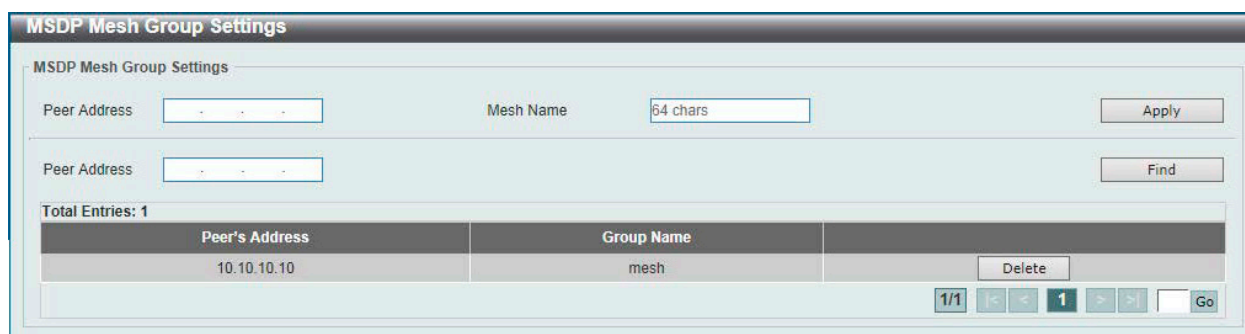 MSDP Mesh Group Settings
MSDP Mesh Group Settings
Peer Address . . . Mesh Name 64 chars Apply
Peer Address . . . Find
Total Entries: 1
Peer's Address Group Name
10.10.10.10 mesh Delete
1/1 |< < 1 > >| Go